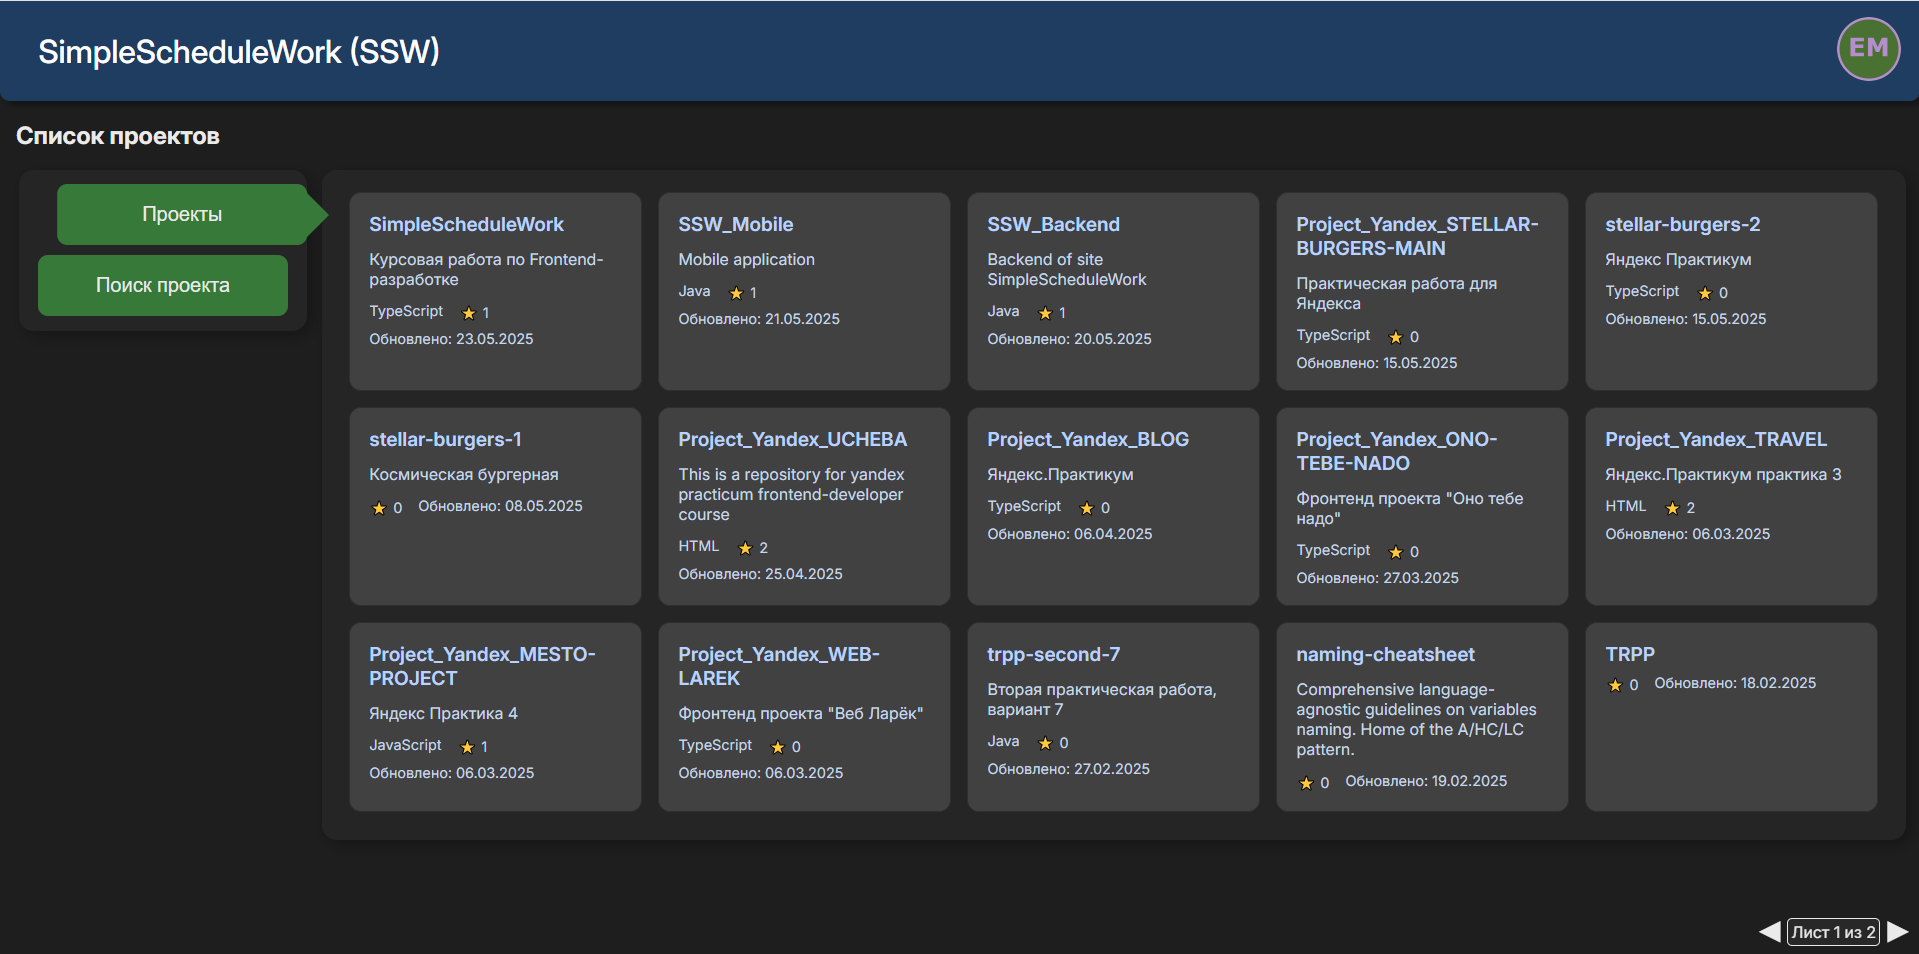 SimpleScheduleWork (SSW)
EM
Список проектов
Проекты
Поиск проекта
SimpleScheduleWork
Курсовая работа по Frontend-
разработке
TypeScript ★ 1
Обновлено: 23.05.2025
SSW_Mobile
Mobile application
Java ★ 1
Обновлено: 21.05.2025
SSW_Backend
Backend of site
SimpleScheduleWork
Java ★ 1
Обновлено: 20.05.2025
Project_Yandex_STELLAR-
BURGERS-MAIN
Практическая работа для
Яндекса
TypeScript ★ 0
Обновлено: 15.05.2025
stellar-burgers-2
Яндекс Практикум
TypeScript ★ 0
Обновлено: 15.05.2025
stellar-burgers-1
Космическая бургерная
★ 0 Обновлено: 08.05.2025
Project_Yandex_UCHEBA
This is a repository for yandex
practicum frontend-developer
course
HTML ★ 2
Обновлено: 25.04.2025
Project_Yandex_BLOG
Яндекс.Практикум
TypeScript ★ 0
Обновлено: 06.04.2025
Project_Yandex_ONO-
TEBE-NADO
Фронтенд проекта "Оно тебе
надо"
TypeScript ★ 0
Обновлено: 27.03.2025
Project_Yandex_TRAVEL
Яндекс.Практикум практика 3
HTML ★ 2
Обновлено: 06.03.2025
Project_Yandex_MESTO-
PROJECT
Яндекс Практика 4
JavaScript ★ 1
Обновлено: 06.03.2025
Project_Yandex_WEB-
LAREK
Фронтенд проекта "Веб Ларёк"
TypeScript ★ 0
Обновлено: 06.03.2025
trpp-second-7
Вторая практическая работа,
вариант 7
Java ★ 0
Обновлено: 27.02.2025
naming-cheatsheet
Comprehensive language-
agnostic guidelines on variables
naming. Home of the A/HC/LC
pattern.
★ 0 Обновлено: 19.02.2025
TRPP
★ 0 Обновлено: 18.02.2025
Лист 1 из 2